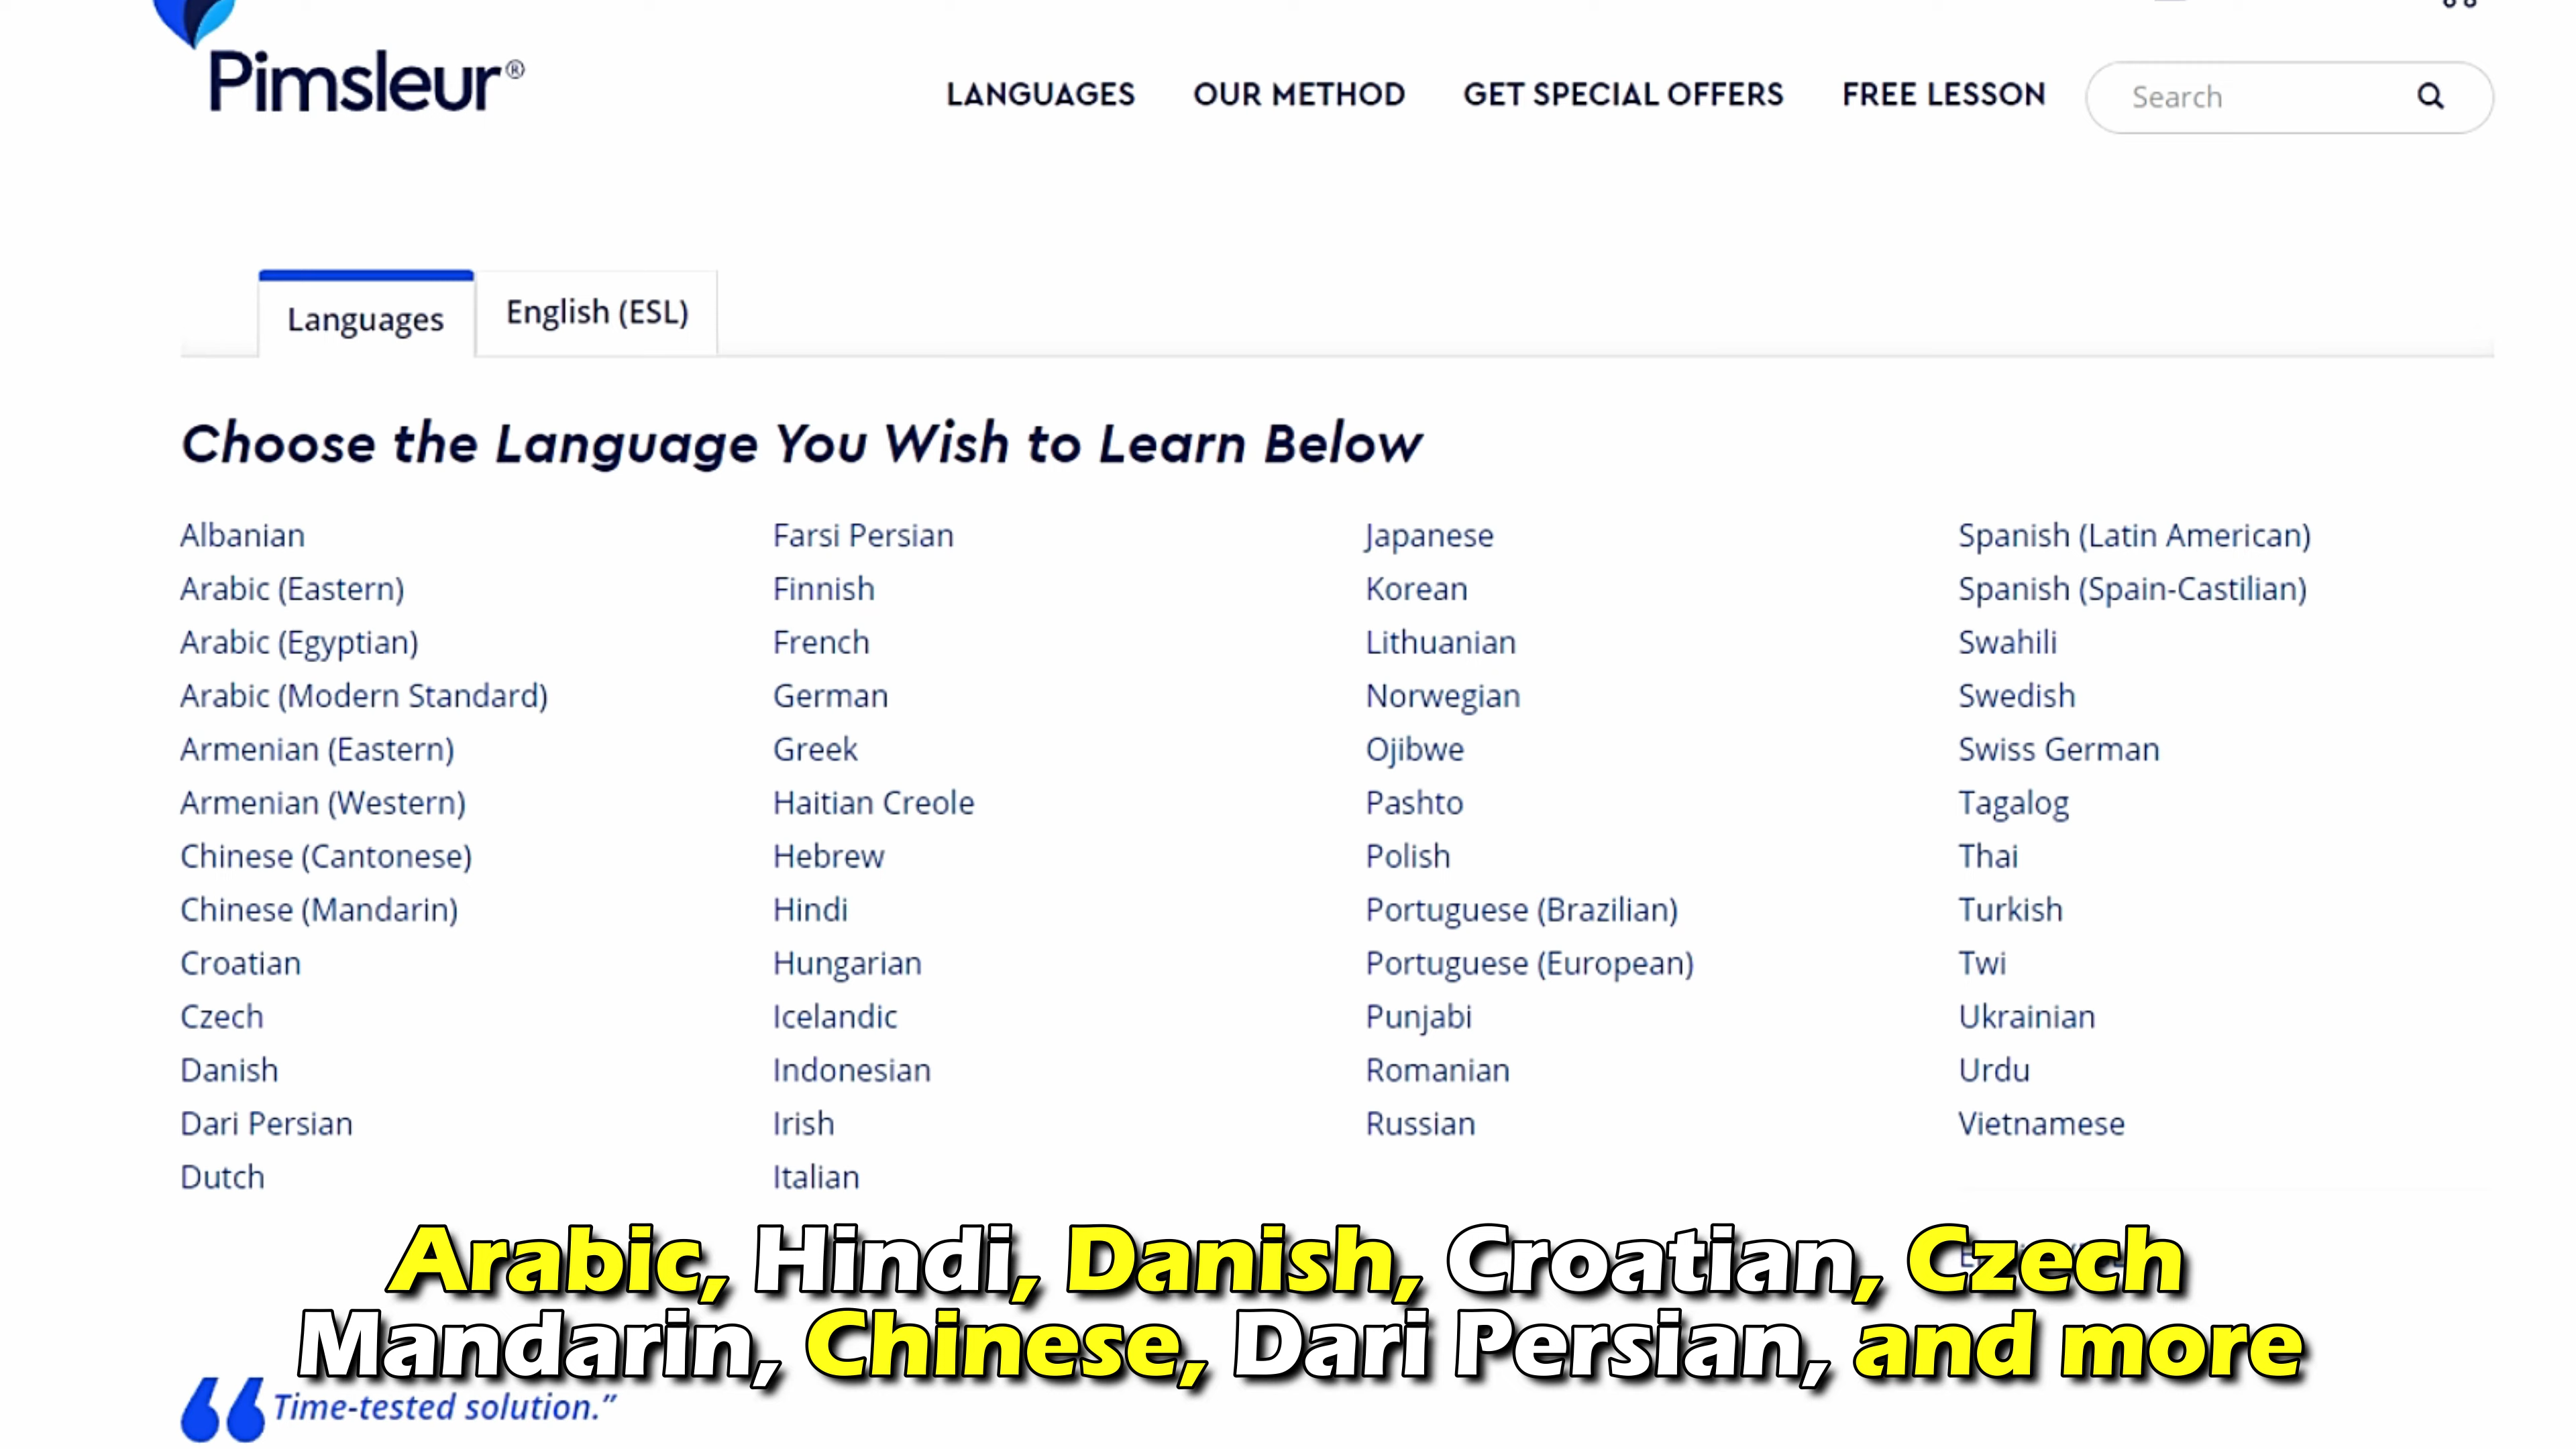 Pimsleur®
LANGUAGES
OUR METHOD
GET SPECIAL OFFERS
FREE LESSON
Search
Languages
English (ESL)
Choose the Language You Wish to Learn Below
Albanian
Arabic (Eastern)
Arabic (Egyptian)
Arabic (Modern Standard)
Armenian (Eastern)
Armenian (Western)
Chinese (Cantonese)
Chinese (Mandarin)
Croatian
Czech
Danish
Dari Persian
Dutch
Farsi Persian
Finnish
French
German
Greek
Haitian Creole
Hebrew
Hindi
Hungarian
Icelandic
Indonesian
Irish
Italian
Japanese
Korean
Lithuanian
Norwegian
Ojibwe
Pashto
Polish
Portuguese (Brazilian)
Portuguese (European)
Punjabi
Romanian
Russian
Spanish (Latin American)
Spanish (Spain-Castilian)
Swahili
Swedish
Swiss German
Tagalog
Thai
Turkish
Twi
Ukrainian
Urdu
Vietnamese
Arabic, Hindi, Danish, Croatian, Czech
Mandarin, Chinese, Dari Persian, and more
“Time-tested solution.”